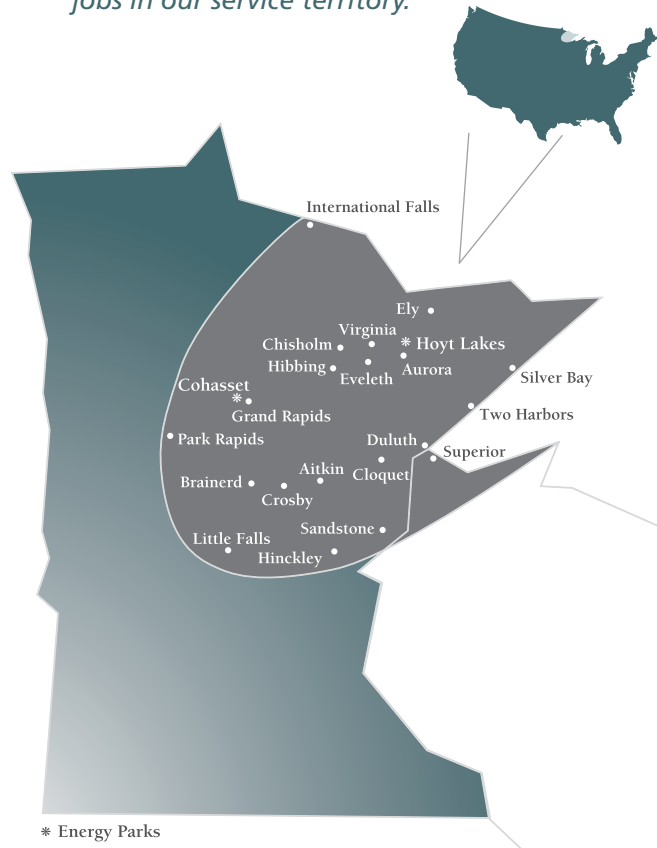 jobs in our service territory.
International Falls
Ely
Virginia
Chisholm
Hoyt Lakes
Hibbing
Eveleth
Aurora
Silver Bay
Cohasset
Grand Rapids
Two Harbors
Park Rapids
Duluth
Superior
Aitkin
Cloquet
Brainerd
Crosby
Sandstone
Little Falls
Hinckley
Energy Parks